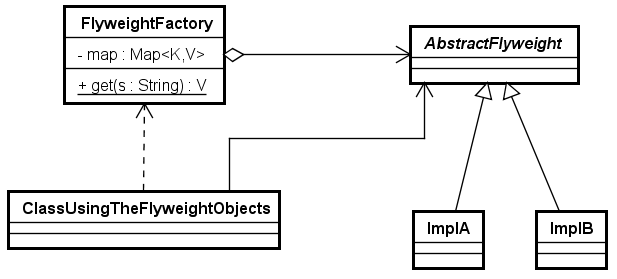 FlyweightFactory
- map : Map<K,V>
+ get(s : String) : V
AbstractFlyweight
ClassUsingTheFlyweightObjects
ImplA
ImplB